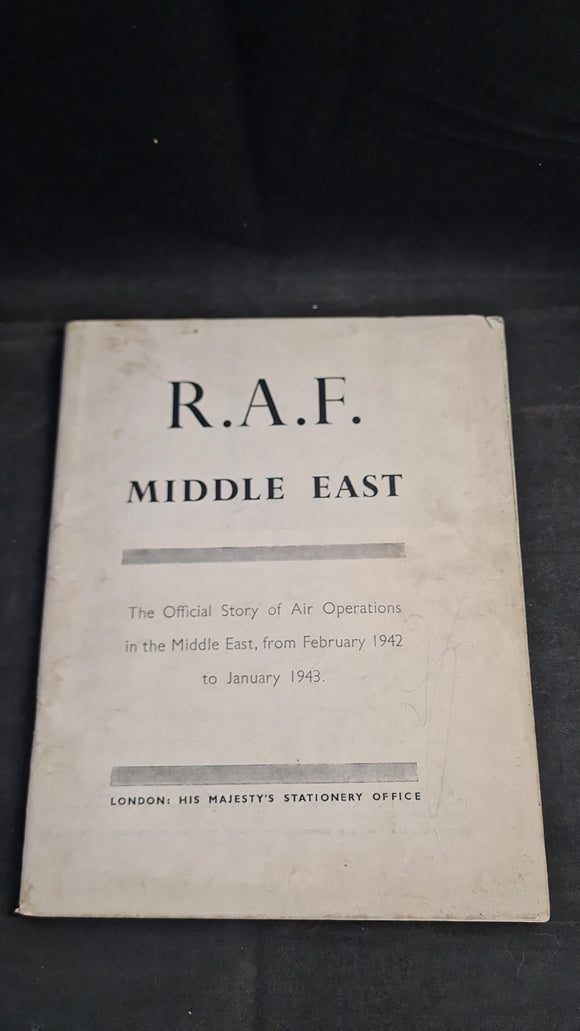 R.A.F.
MIDDLE EAST
The Official Story of Air Operations
in the Middle East, from February 1942
to January 1943.
LONDON: HIS MAJESTY'S STATIONERY OFFICE